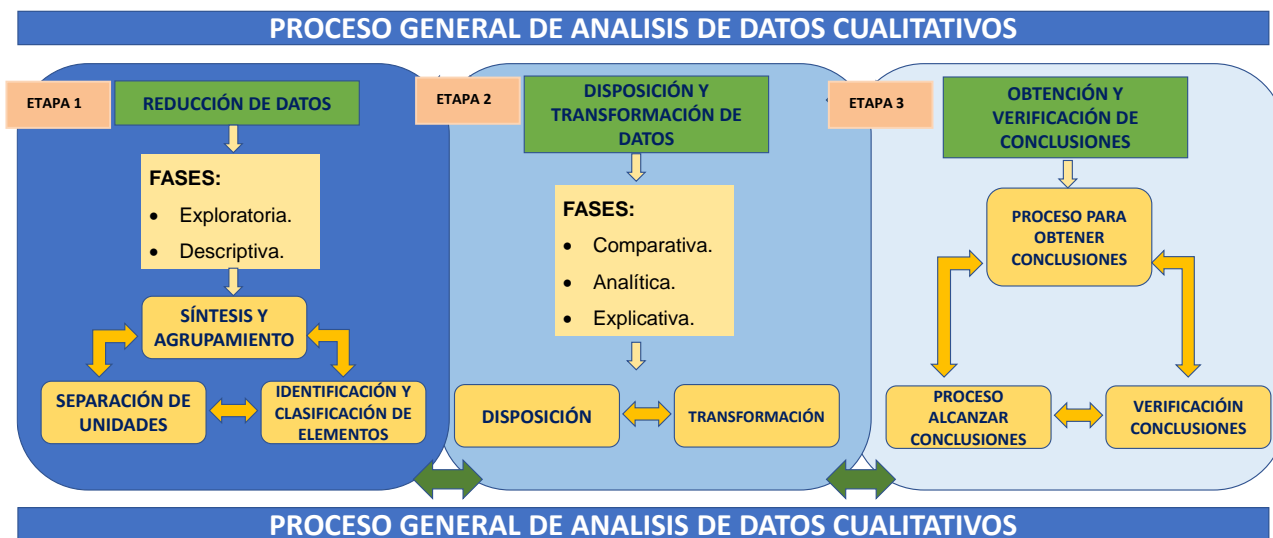 PROCESO GENERAL DE ANALISIS DE DATOS CUALITATIVOS
ETAPA 1
REDUCCIÓN DE DATOS
FASES:
• Exploratoria.
• Descriptiva.
SÍNTESIS Y
AGRUPAMIENTO
SEPARACIÓN DE
UNIDADES
IDENTIFICACIÓN Y
CLASIFICACIÓN DE
ELEMENTOS
ETAPA 2
DISPOSICIÓN Y
TRANSFORMACIÓN DE
DATOS
FASES:
• Comparativa.
• Analítica.
• Explicativa.
DISPOSICIÓN
TRANSFORMACIÓN
ETAPA 3
OBTENCIÓN Y
VERIFICACIÓN DE
CONCLUSIONES
PROCESO PARA
OBTENER
CONCLUSIONES
PROCESO
ALCANZAR
CONCLUSIONES
VERIFICACIÓIN
CONCLUSIONES
PROCESO GENERAL DE ANALISIS DE DATOS CUALITATIVOS